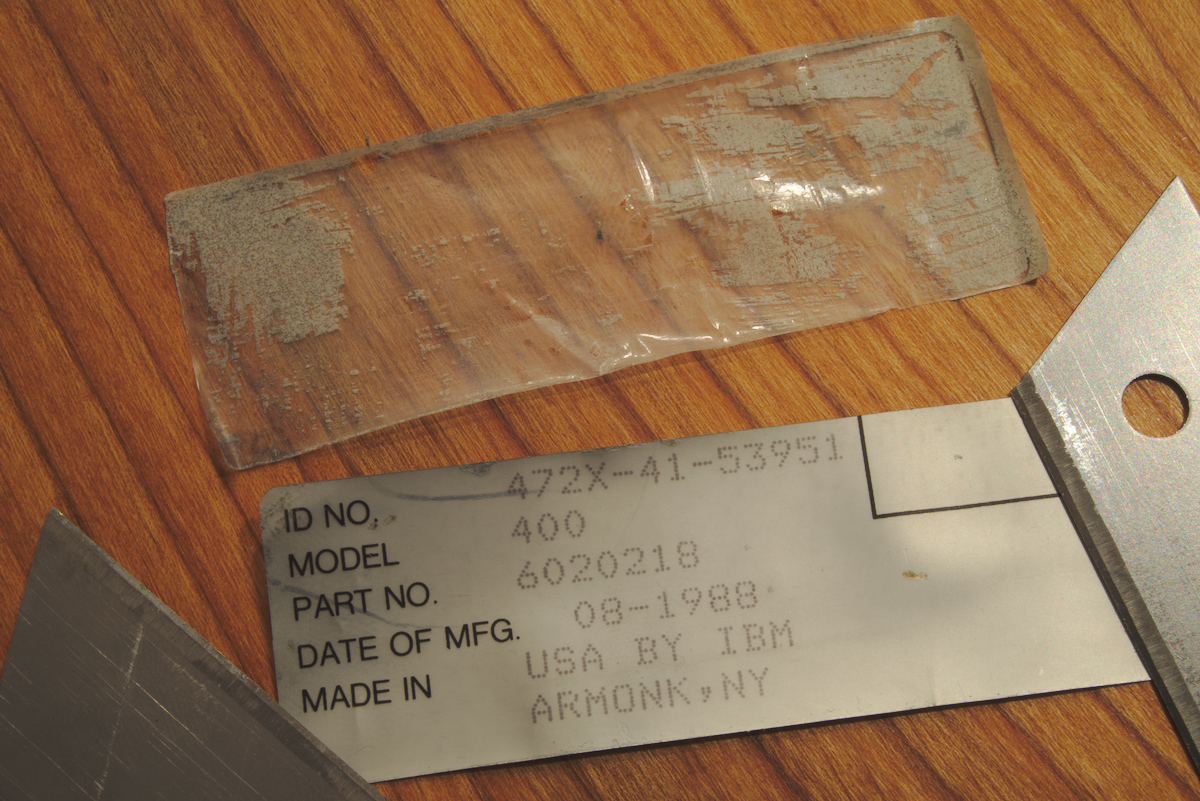 ID NO. 472X-41-53951
MODEL 400
PART NO. 6020218
DATE OF MFG. 08-1988
MADE IN USA BY IBM
ARMONK,NY